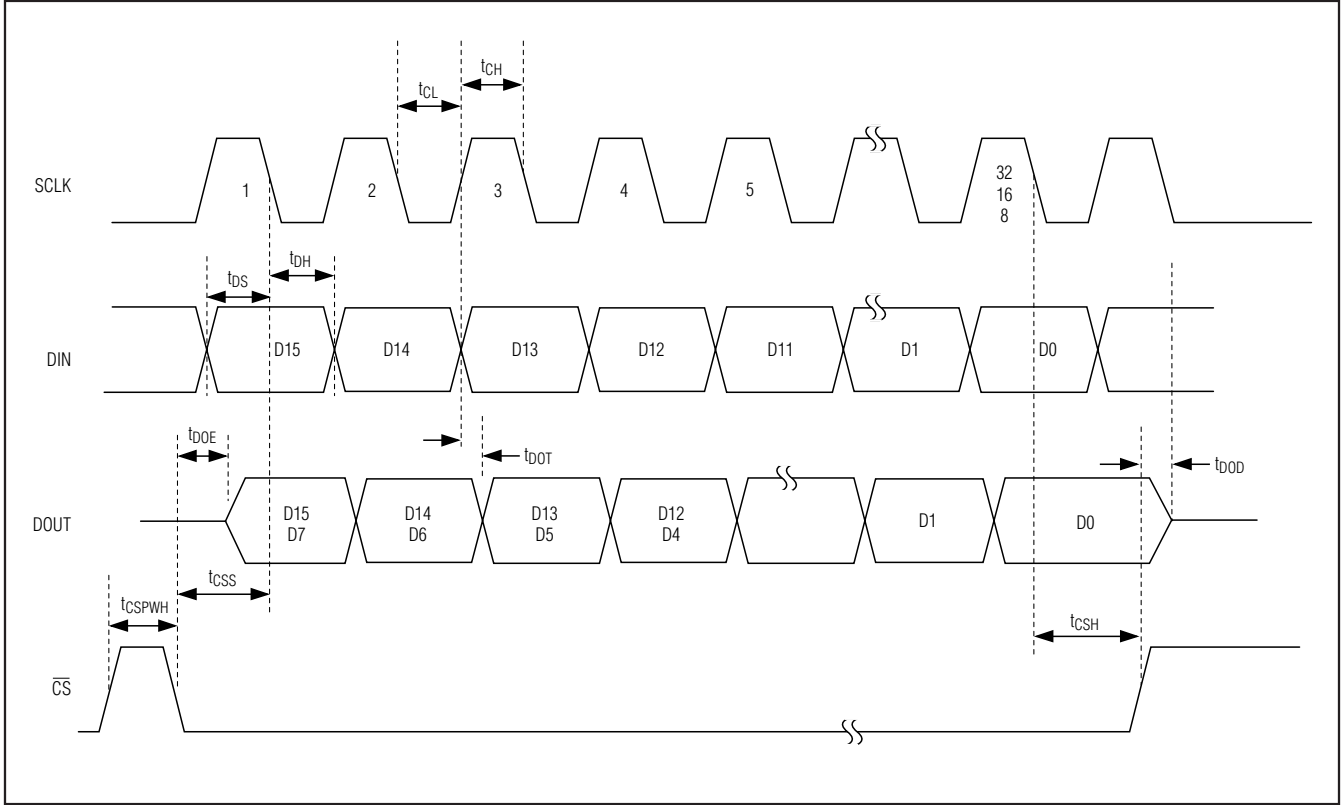 tCH
tCL
SCLK
1
2
3
4
5
32
16
8
tDH
tDS
DIN
D15
D14
D13
D12
D11
D1
D0
tDOE
tDOT
tDOD
DOUT
D15
D7
D14
D6
D13
D5
D12
D4
D1
D0
tCSS
tCSPWH
tCSH
CS